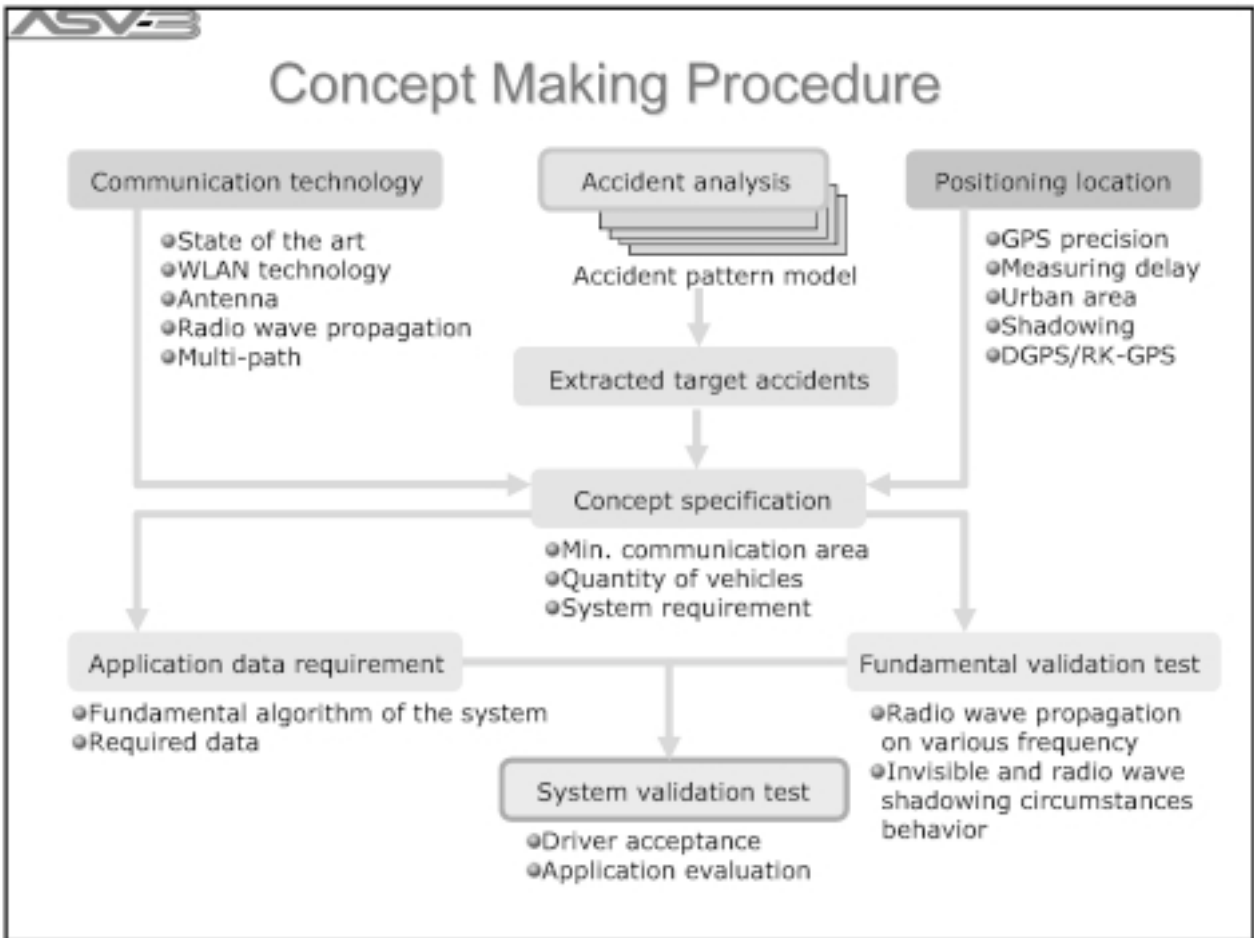 ASV-3
Concept Making Procedure
Communication technology
State of the art
WLAN technology
Antenna
Radio wave propagation
Multi-path
Accident analysis
Accident pattern model
Positioning location
GPS precision
Measuring delay
Urban area
Shadowing
DGPS/RK-GPS
Extracted target accidents
Concept specification
Min. communication area
Quantity of vehicles
System requirement
Application data requirement
Fundamental algorithm of the system
Required data
Fundamental validation test
Radio wave propagation
on various frequency
Invisible and radio wave
shadowing circumstances
behavior
System validation test
Driver acceptance
Application evaluation